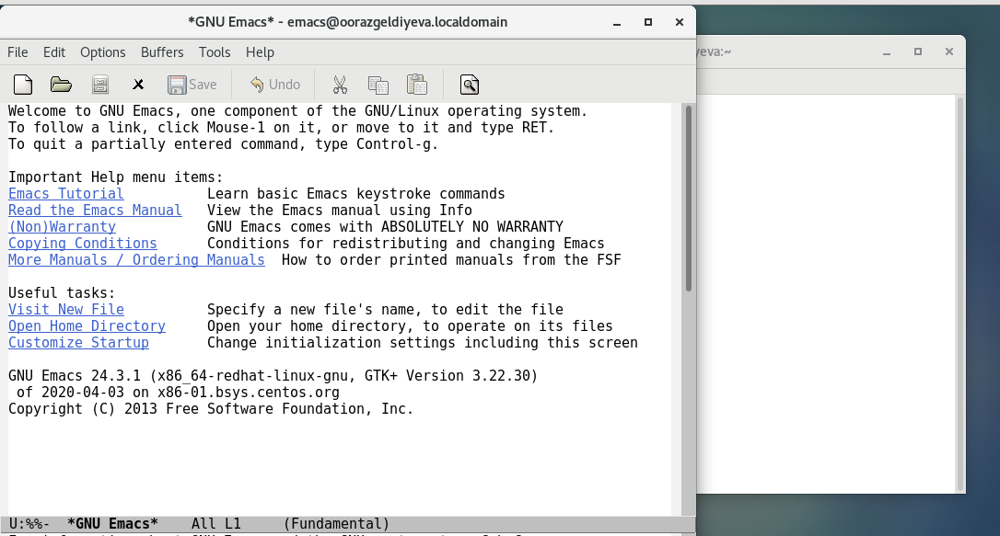 *GNU Emacs* - emacs@oorazgeldiyeva.localdomain
File Edit Options Buffers Tools Help
Save Undo
Welcome to GNU Emacs, one component of the GNU/Linux operating system.
To follow a link, click Mouse-1 on it, or move to it and type RET.
To quit a partially entered command, type Control-g.
Important Help menu items:
Emacs Tutorial Learn basic Emacs keystroke commands
Read the Emacs Manual View the Emacs manual using Info
(Non)Warranty GNU Emacs comes with ABSOLUTELY NO WARRANTY
Copying Conditions Conditions for redistributing and changing Emacs
More Manuals / Ordering Manuals How to order printed manuals from the FSF
Useful tasks:
Visit New File Specify a new file's name, to edit the file
Open Home Directory Open your home directory, to operate on its files
Customize Startup Change initialization settings including this screen
GNU Emacs 24.3.1 (x86_64-redhat-linux-gnu, GTK+ Version 3.22.30)
of 2020-04-03 on x86-01.bsys.centos.org
Copyright (C) 2013 Free Software Foundation, Inc.
U:%%- *GNU Emacs* All L1 (Fundamental)
yeva:~